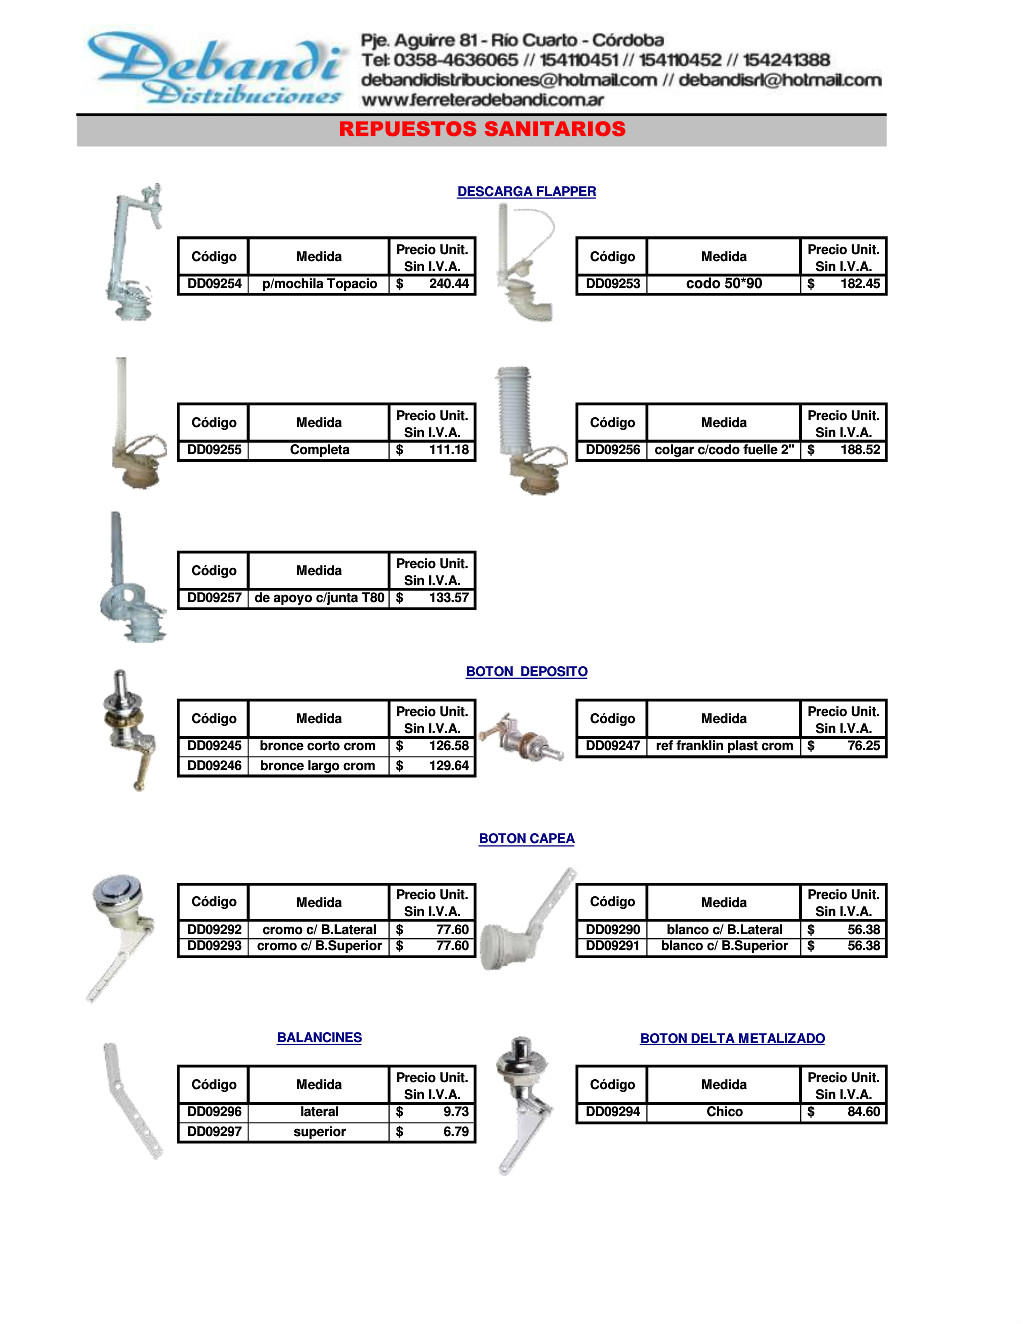 Debandi
Distribuciones
Pje. Aguirre 81 - Río Cuarto - Córdoba
Tel: 0358-4636065 // 154110451 // 154110452 // 154241388
debandidistribuciones@hotmail.com // debandisrl@hotmail.com
www.ferreteradebandi.com.ar
REPUESTOS SANITARIOS
DESCARGA FLAPPER
Código Medida Precio Unit. Sin I.V.A.
DD09254 p/mochila Topacio $ 240.44
Código Medida Precio Unit. Sin I.V.A.
DD09253 codo 50*90 $ 182.45
Código Medida Precio Unit. Sin I.V.A.
DD09255 Completa $ 111.18
Código Medida Precio Unit. Sin I.V.A.
DD09256 colgar c/codo fuelle 2" $ 188.52
Código Medida Precio Unit. Sin I.V.A.
DD09257 de apoyo c/junta T80 $ 133.57
BOTON DEPOSITO
Código Medida Precio Unit. Sin I.V.A.
DD09245 bronce corto crom $ 126.58
DD09246 bronce largo crom $ 129.64
Código Medida Precio Unit. Sin I.V.A.
DD09247 ref franklin plast crom $ 76.25
BOTON CAPEA
Código Medida Precio Unit. Sin I.V.A.
DD09292 cromo c/ B.Lateral $ 77.60
DD09293 cromo c/ B.Superior $ 77.60
Código Medida Precio Unit. Sin I.V.A.
DD09290 blanco c/ B.Lateral $ 56.38
DD09291 blanco c/ B.Superior $ 56.38
BALANCINES
Código Medida Precio Unit. Sin I.V.A.
DD09296 lateral $ 9.73
DD09297 superior $ 6.79
BOTON DELTA METALIZADO
Código Medida Precio Unit. Sin I.V.A.
DD09294 Chico $ 84.60